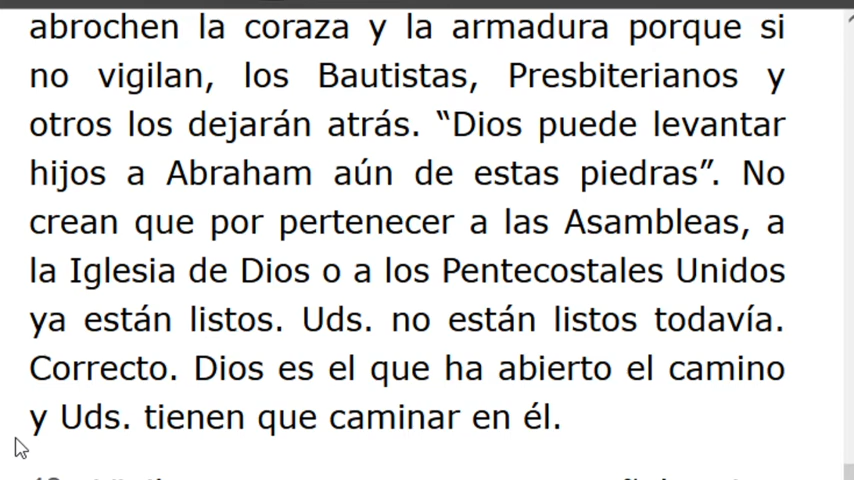 abrochen la coraza y la armadura porque si
no vigilan, los Bautistas, Presbiterianos y
otros los dejarán atrás. “Dios puede levantar
hijos a Abraham aún de estas piedras”. No
crean que por pertenecer a las Asambleas, a
la Iglesia de Dios o a los Pentecostales Unidos
ya están listos. Uds. no están listos todavía.
Correcto. Dios es el que ha abierto el camino
y Uds. tienen que caminar en él.